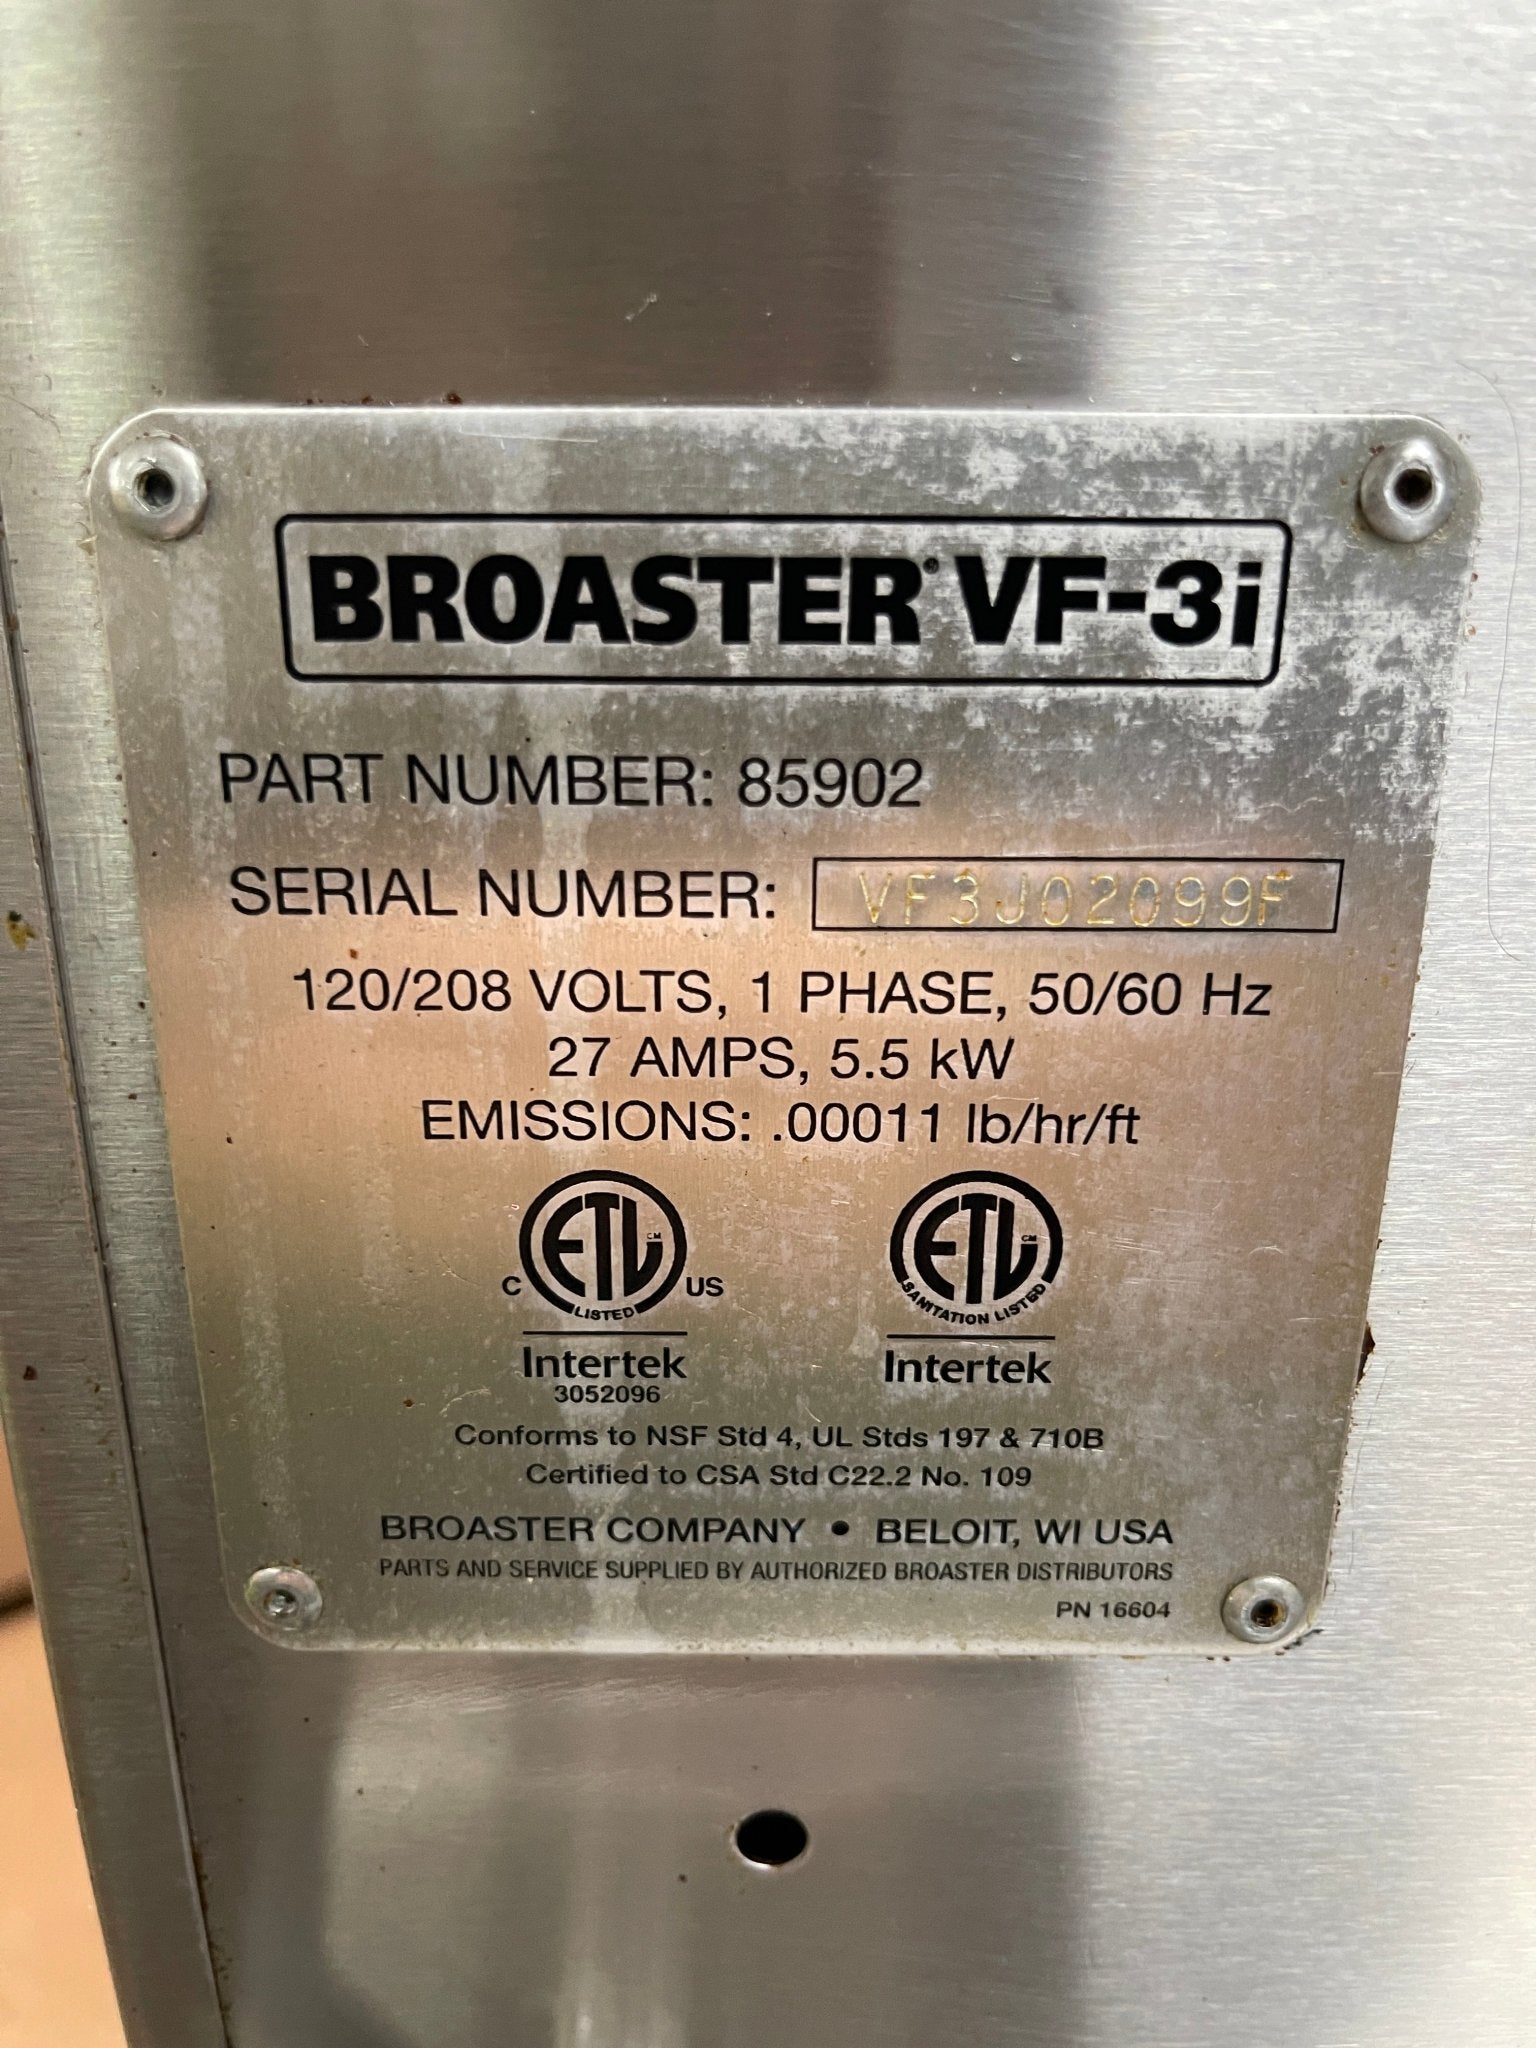 BROASTER® VF-3i
PART NUMBER: 85902
SERIAL NUMBER: VF3J02099F
120/208 VOLTS, 1 PHASE, 50/60 Hz
27 AMPS, 5.5 kW
EMISSIONS: .00011 lb/hr/ft
C ETL CM US
LISTED
Intertek
3052096
ETL CM
SANITATION LISTED
Intertek
Conforms to NSF Std 4, UL Stds 197 & 710B
Certified to CSA Std C22.2 No. 109
BROASTER COMPANY • BELOIT, WI USA
PARTS AND SERVICE SUPPLIED BY AUTHORIZED BROASTER DISTRIBUTORS
PN 16604